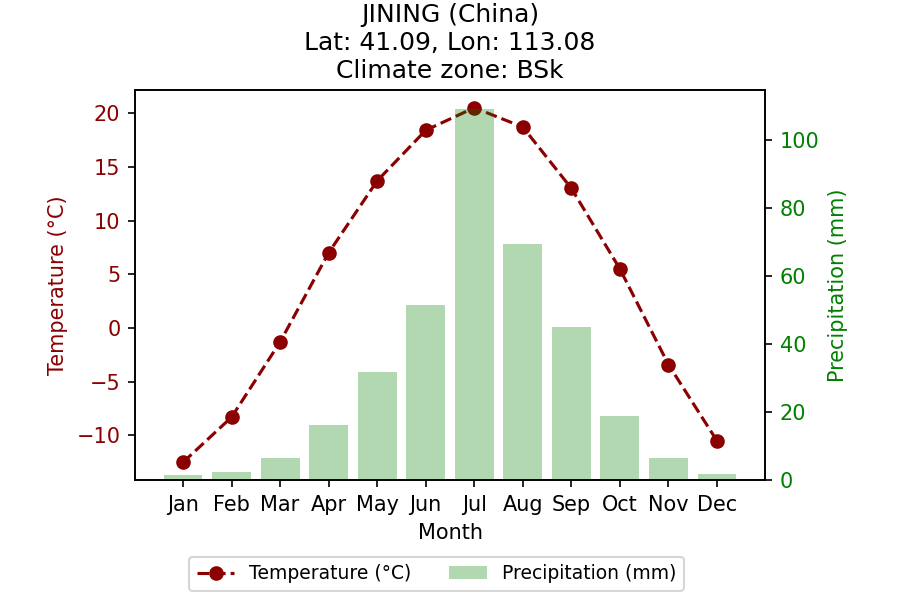 JINING (China)
Lat: 41.09, Lon: 113.08
Climate zone: BSk
20
15
10
5
0
−5
−10
Temperature (°C)
100
80
60
40
20
0
Precipitation (mm)
Jan Feb Mar Apr May Jun Jul Aug Sep Oct Nov Dec
Month
Temperature (°C) Precipitation (mm)